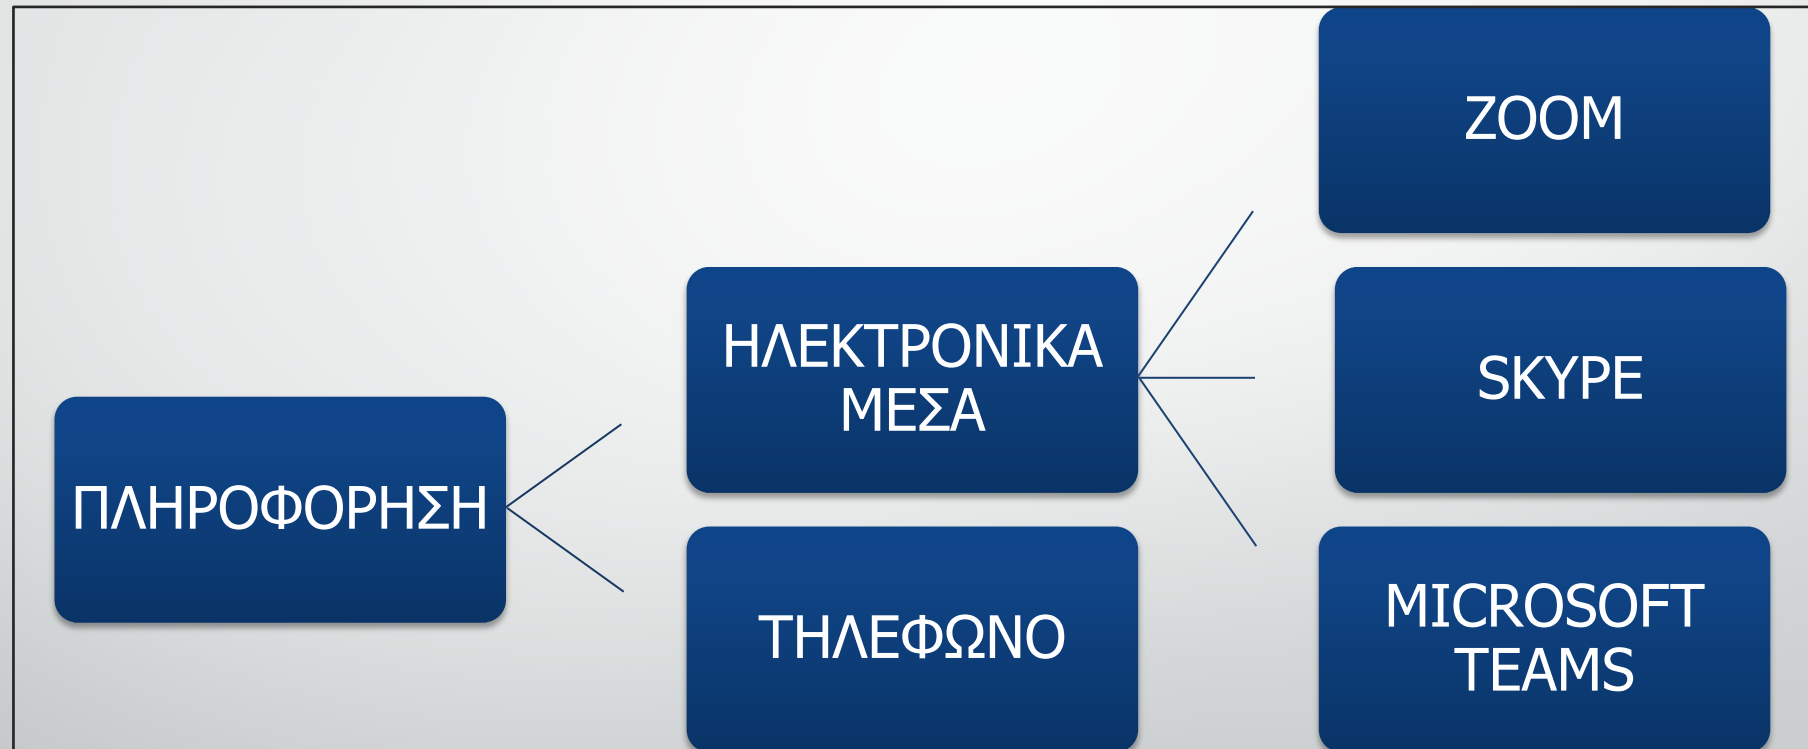 ΠΛΗΡΟΦΟΡΗΣΗ
ΗΛΕΚΤΡΟΝΙΚΑ
ΜΕΣΑ
ΤΗΛΕΦΩΝΟ
ZOOM
SKYPE
MICROSOFT
TEAMS